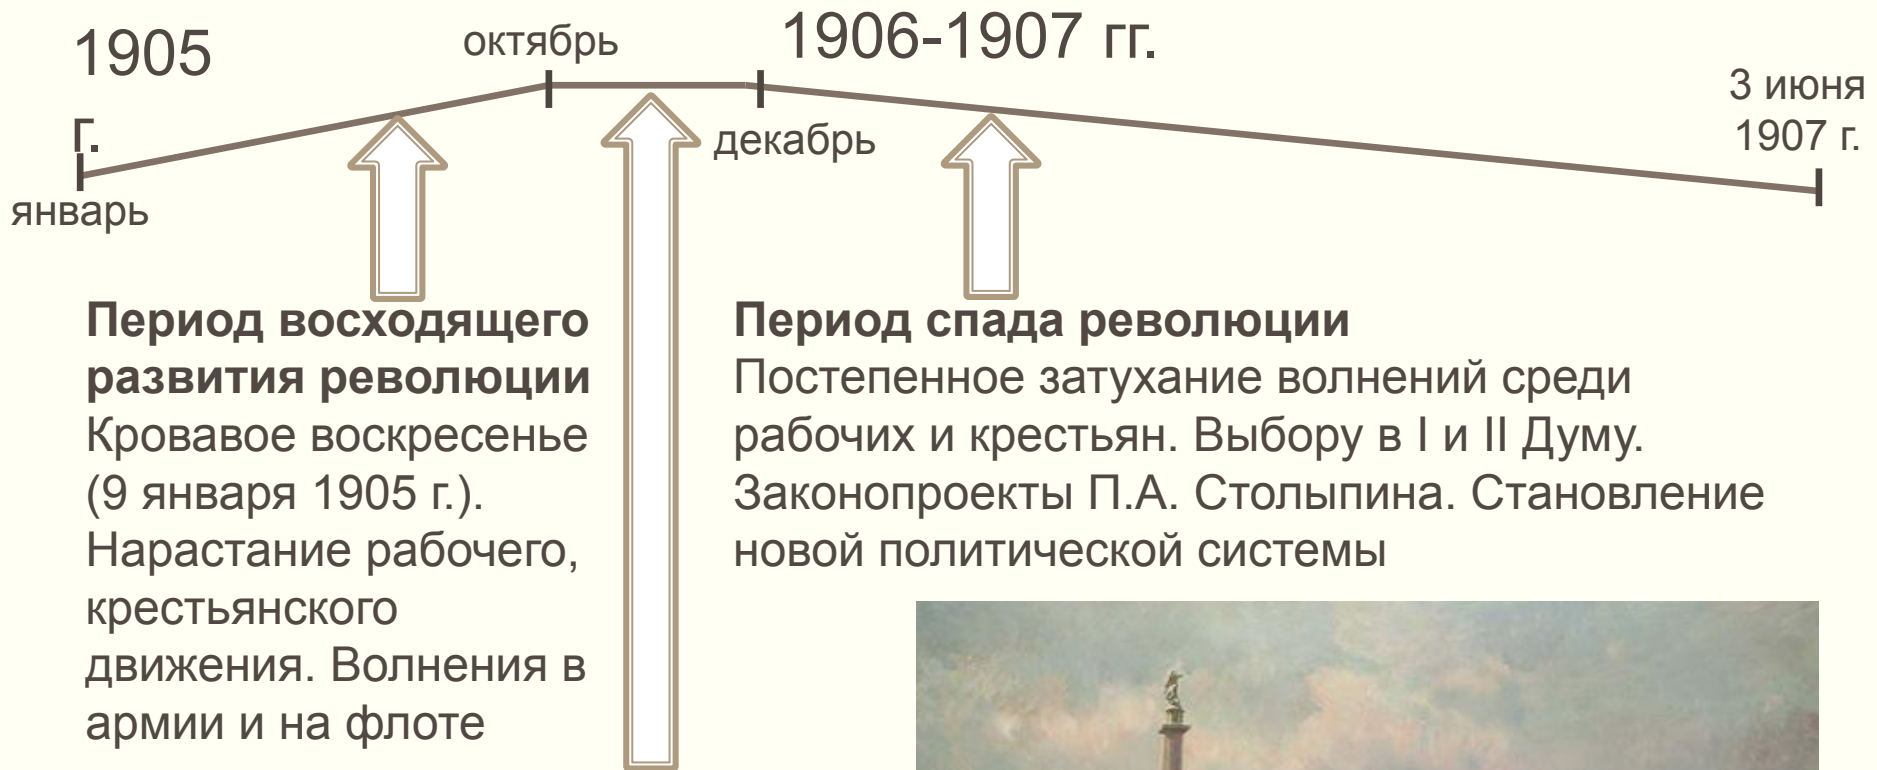 1905
г.
январь
октябрь
1906-1907 гг.
декабрь
3 июня
1907 г.
Период восходящего
развития революции
Кровавое воскресенье
(9 января 1905 г.).
Нарастание рабочего,
крестьянского
движения. Волнения в
армии и на флоте
Период спада революции
Постепенное затухание волнений среди
рабочих и крестьян. Выбору в I и II Думу.
Законопроекты П.А. Столыпина. Становление
новой политической системы